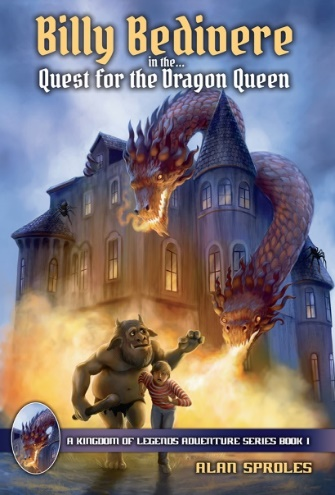 Billy Bedivere
in the...
Quest for the Dragon Queen
A KINGDOM OF LEGENDS ADVENTURE SERIES BOOK 1
ALAN SPROLES